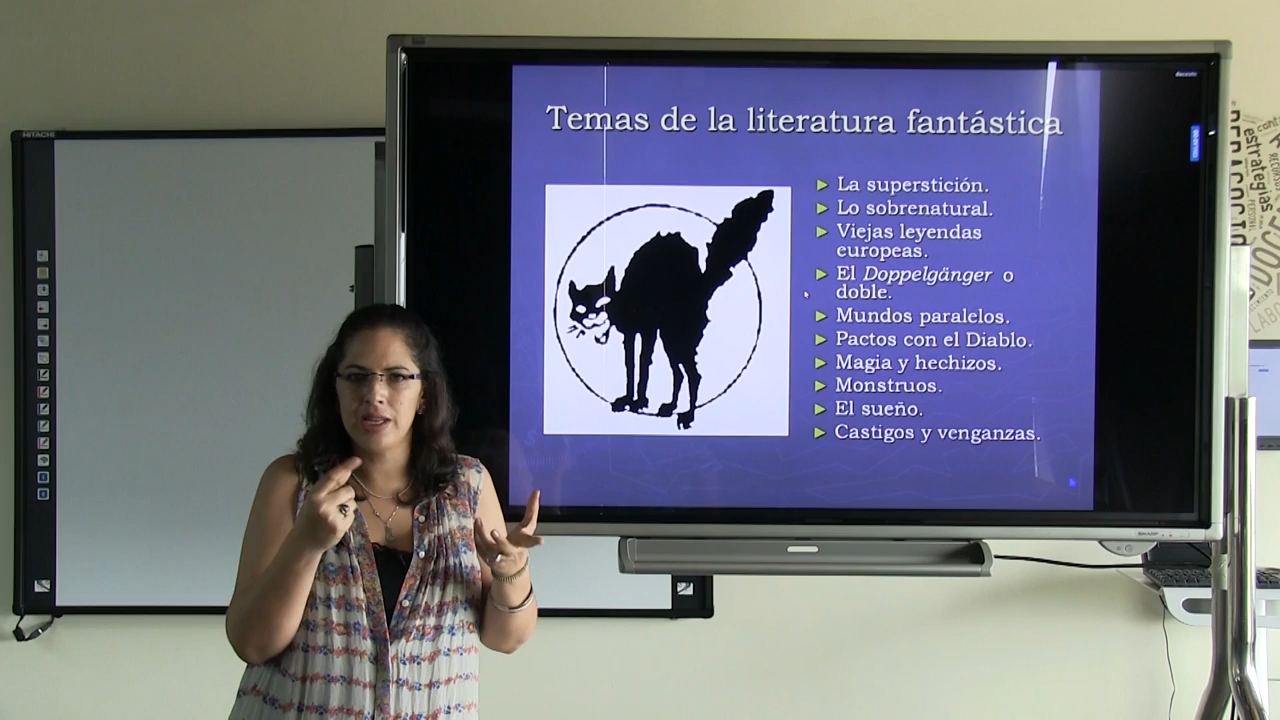 HITACHI
Temas de la literatura fantástica
La superstición.
Lo sobrenatural.
Viejas leyendas
europeas.
El Doppelgänger o
doble.
Mundos paralelos.
Pactos con el Diablo.
Magia y hechizos.
Monstruos.
El sueño.
Castigos y venganzas.
SHARP
estrategias
PERSONAL